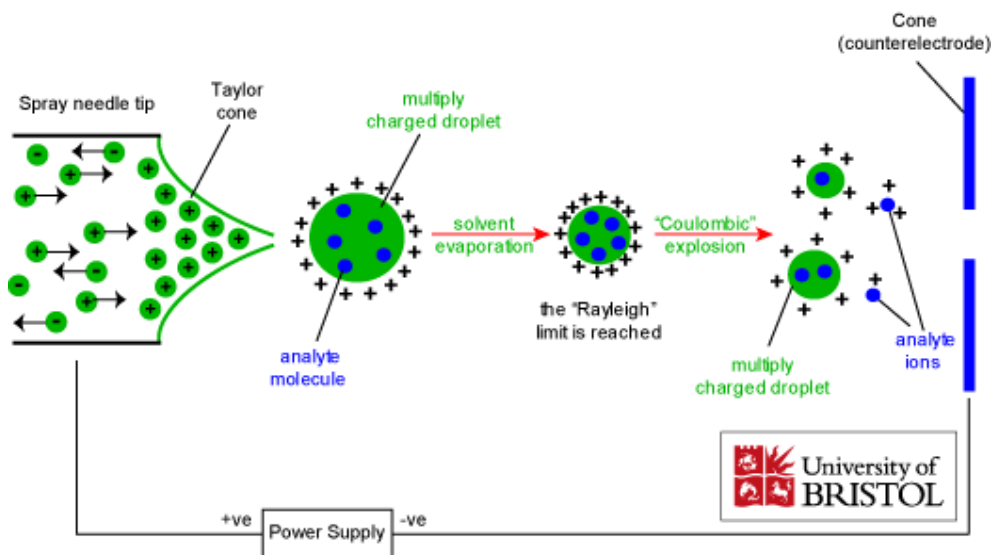 Cone
(counterelectrode)
Spray needle tip
Taylor
cone
multiply
charged droplet
solvent
evaporation
"Coulombic"
explosion
the "Rayleigh"
limit is reached
analyte
molecule
multiply
charged droplet
analyte
ions
+ve
Power Supply
-ve
University of
BRISTOL